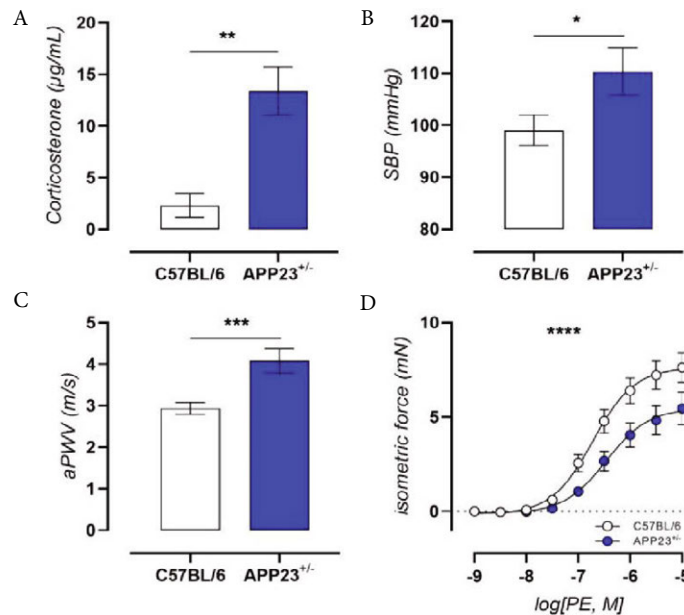 A
Corticosterone (µg/mL)
20
15
10
5
0
**
C57BL/6 APP23+/-
B
SBP (mmHg)
120
110
100
90
80
*
C57BL/6 APP23+/-
C
aPWV (m/s)
5
4
3
2
1
0
***
C57BL/6 APP23+/-
D
isometric force (mN)
10
5
0
****
C57BL/6
APP23+/-
-9 -8 -7 -6 -5
log[PE, M]